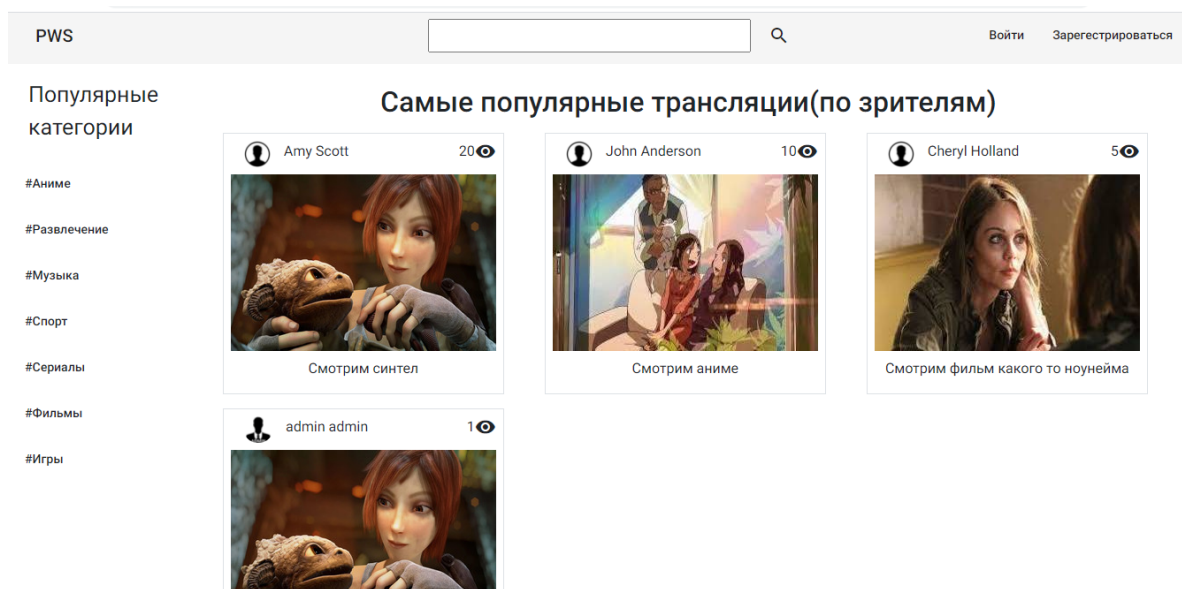 PWS
Войти
Зарегестрироваться
Популярные
категории
#Аниме
#Развлечение
#Музыка
#Спорт
#Сериалы
#Фильмы
#Игры
Самые популярные трансляции(по зрителям)
Amy Scott 20
Смотрим синтел
John Anderson 10
Смотрим аниме
Cheryl Holland 5
Смотрим фильм какого то ноунейма
admin admin 1